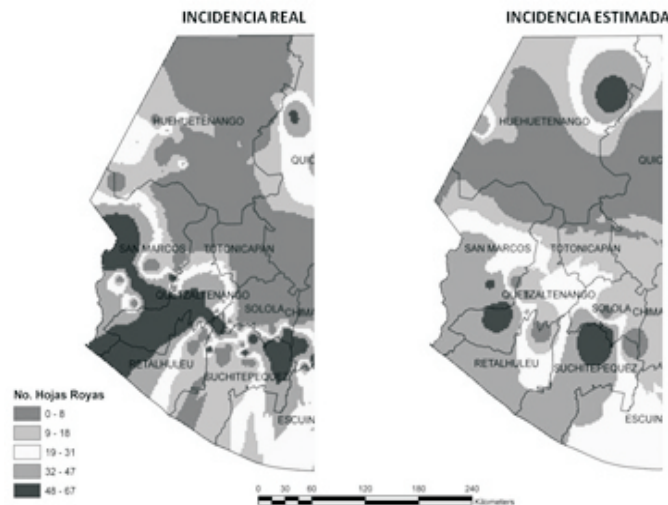 INCIDENCIA REAL
INCIDENCIA ESTIMADA
HUEHUETENANGO
QUIC
SAN MARCOS
TOTONICAPAN
QUETZALTENANGO
SOLOLA
CHIMA
RETALHULEU
SUCHITEPEQUEZ
ESCUIN
HUEHUETENANGO
QUIC
SAN MARCOS
TOTONICAPAN
QUETZALTENANGO
SOLOLA
CHIMA
RETALHULEU
SUCHITEPEQUEZ
ESCUIN
No. Hojas Royas
0 - 8
9 - 18
19 - 31
32 - 47
48 - 67
0 30 60 120 180 240
Kilometers